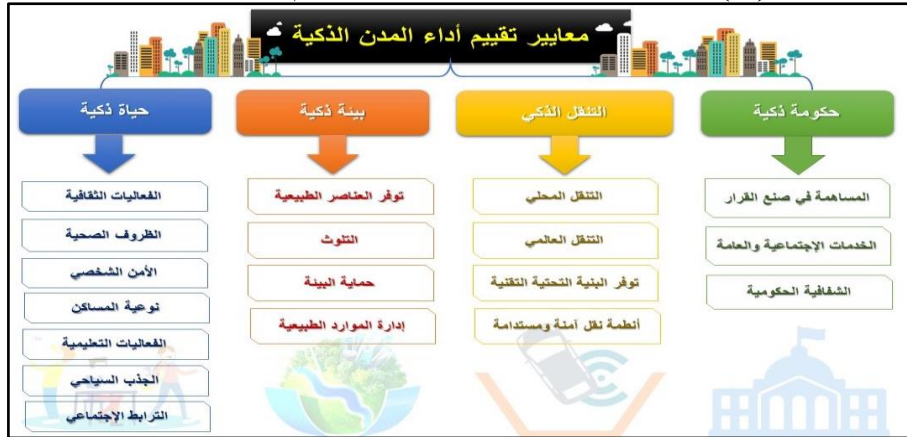 معايير تقييم أداء المدن الذكية
حكومة ذكية
المساهمة في صنع القرار
الخدمات الإجتماعية والعامة
الشفافية الحكومية
التنقل الذكي
التنقل المحلي
التنقل العالمي
توفر البنية التحتية التقنية
أنظمة نقل آمنة ومستدامة
بيئة ذكية
توفر العناصر الطبيعية
التلوث
حماية البيئة
إدارة الموارد الطبيعية
حياة ذكية
الفعاليات الثقافية
الظروف الصحية
الأمن الشخصي
نوعية المساكن
الفعاليات التعليمية
الجذب السياحي
الترابط الإجتماعي